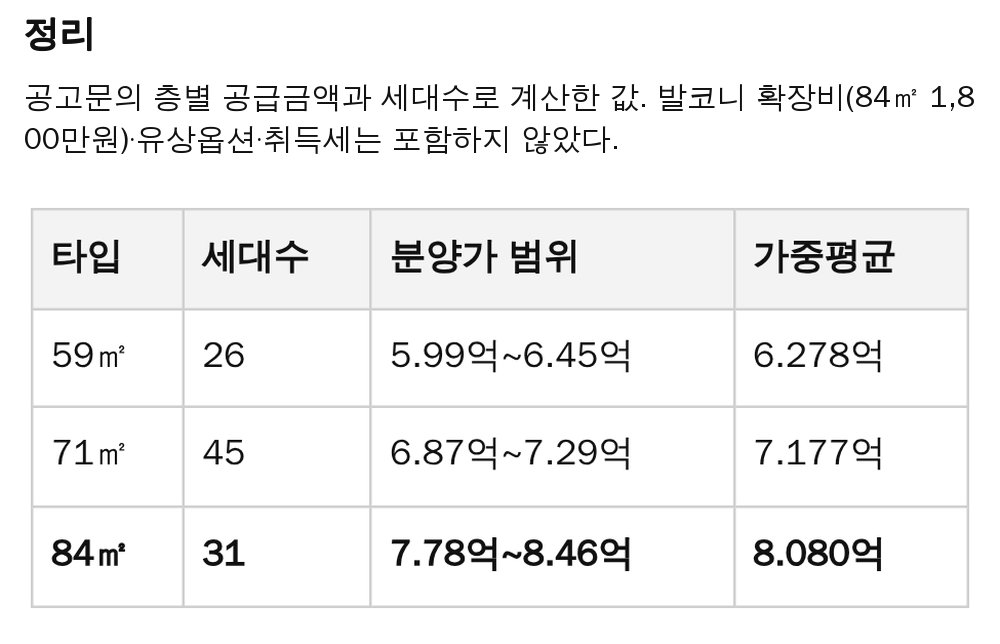 정리
공고문의 층별 공급금액과 세대수로 계산한 값. 발코니 확장비(84㎡ 1,8
00만원)·유상옵션·취득세는 포함하지 않았다.
타입 세대수 분양가 범위 가중평균
59㎡ 26 5.99억~6.45억 6.278억
71㎡ 45 6.87억~7.29억 7.177억
84㎡ 31 7.78억~8.46억 8.080억